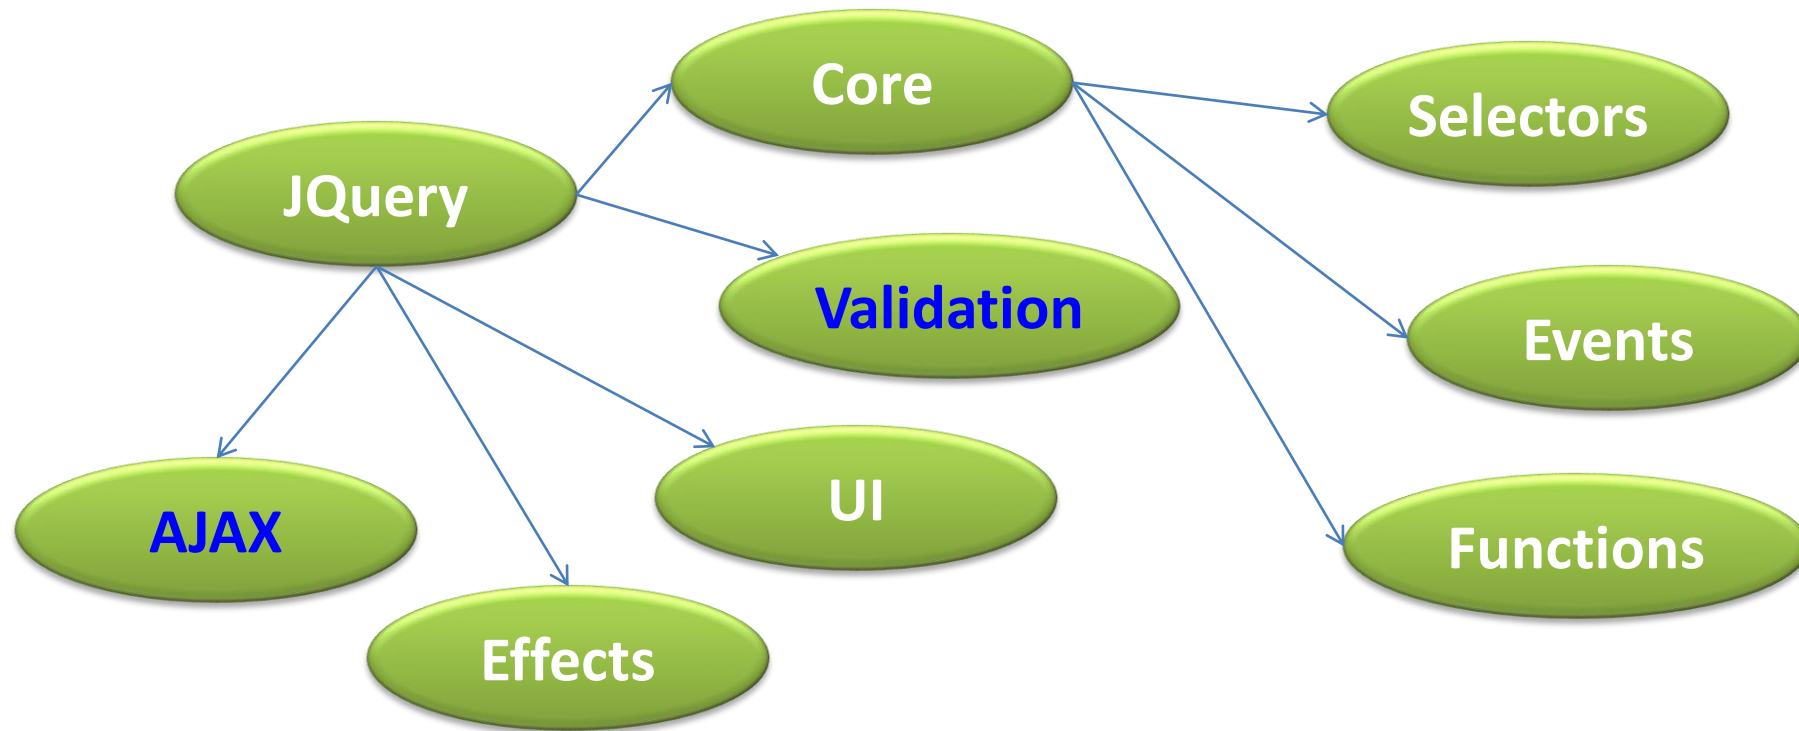 Core
Selectors
JQuery
Validation
Events
UI
AJAX
Functions
Effects